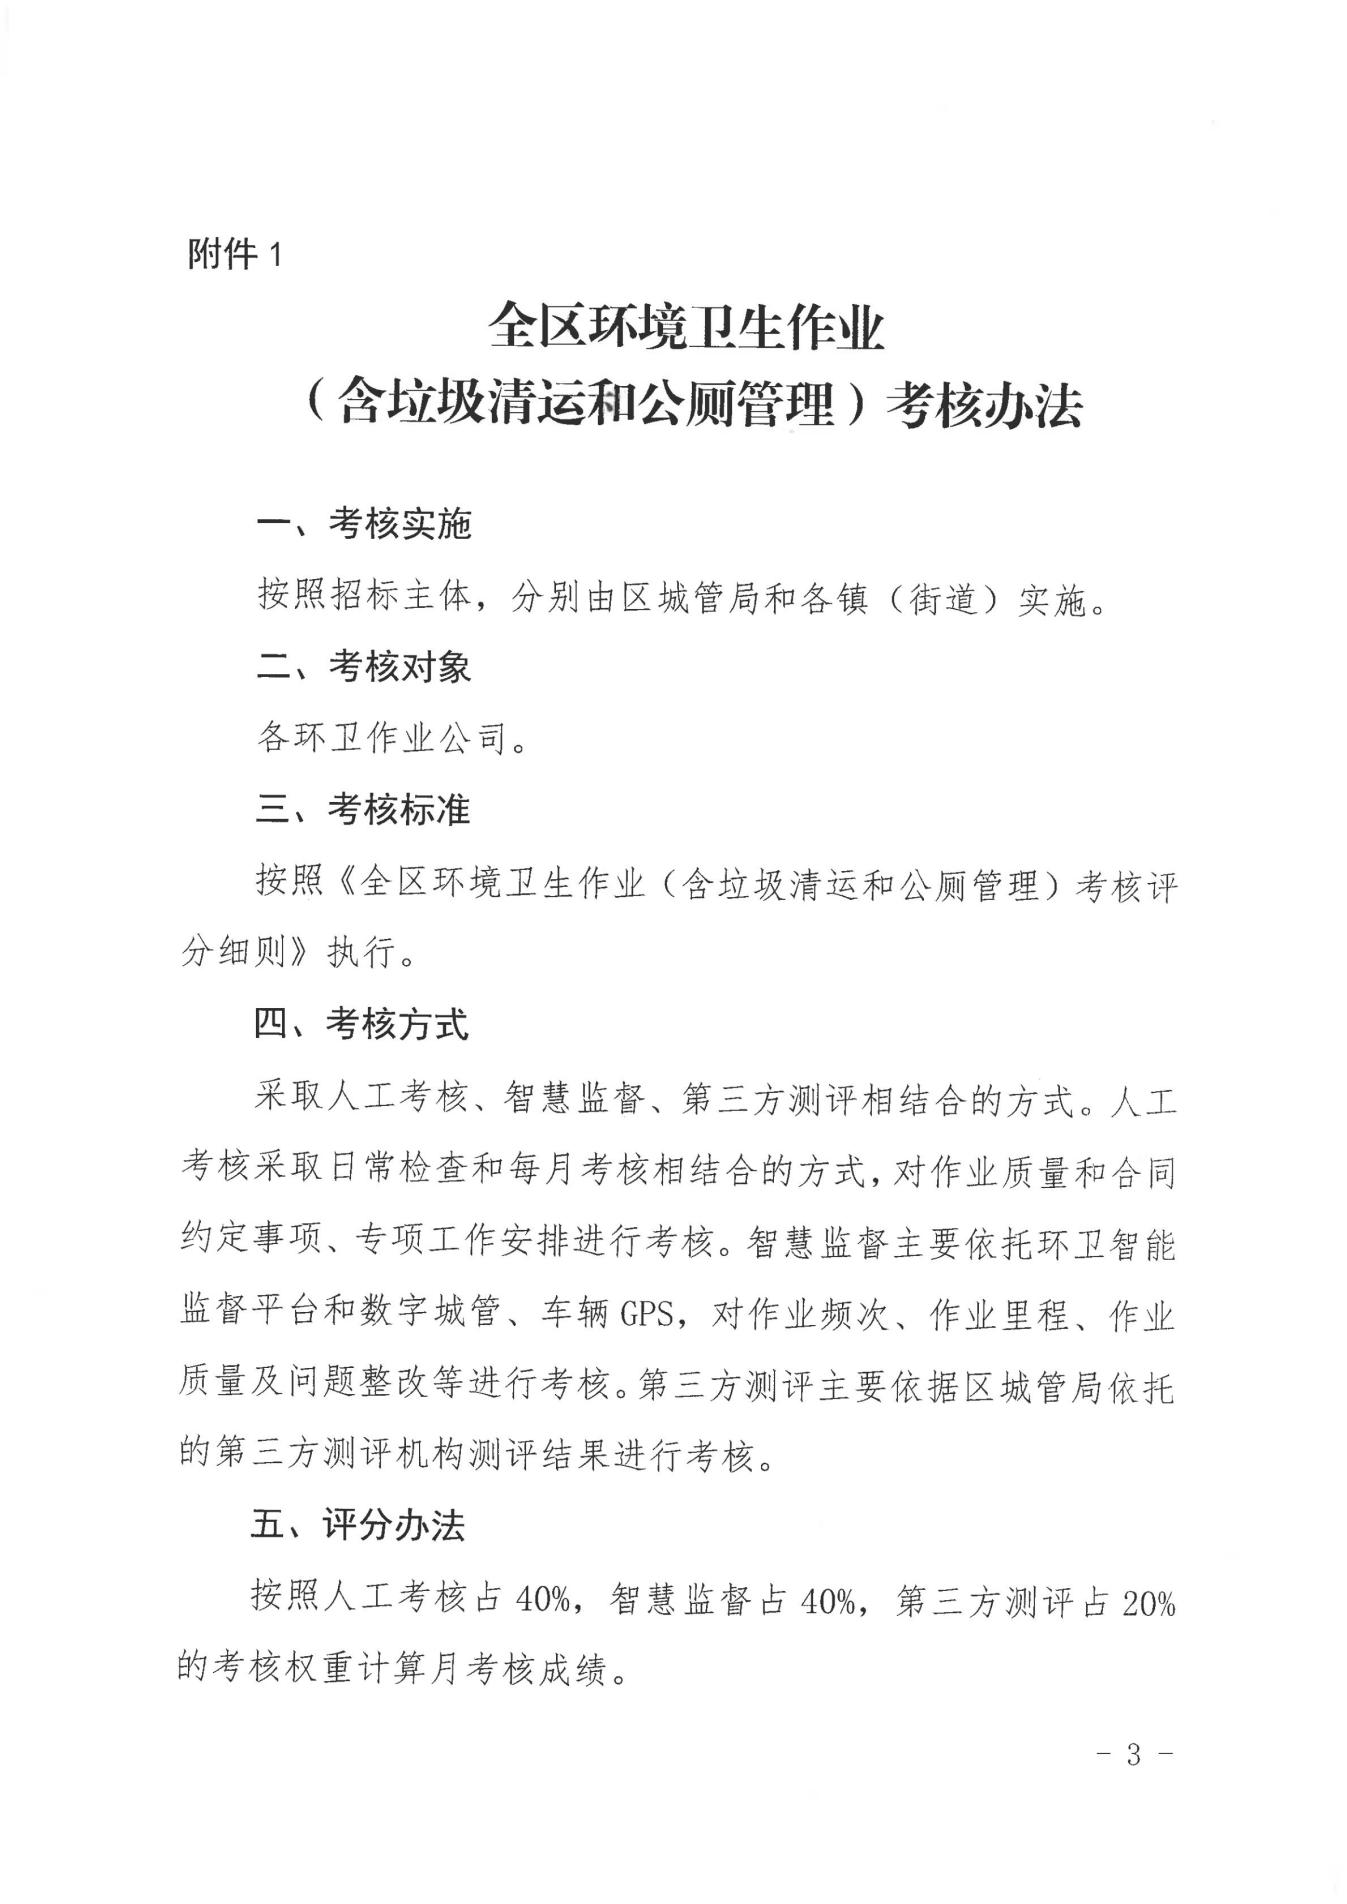 附件 1
全区环境卫生作业
（含垃圾清运和公厕管理）考核办法
一、考核实施
按照招标主体，分别由区城管局和各镇（街道）实施。
二、考核对象
各环卫作业公司。
三、考核标准
按照《全区环境卫生作业（含垃圾清运和公厕管理）考核评
分细则》执行。
四、考核方式
采取人工考核、智慧监督、第三方测评相结合的方式。人工
考核采取日常检查和每月考核相结合的方式，对作业质量和合同
约定事项、专项工作安排进行考核。智慧监督主要依托环卫智能
监督平台和数字城管、车辆 GPS，对作业频次、作业里程、作业
质量及问题整改等进行考核。第三方测评主要依据区城管局依托
的第三方测评机构测评结果进行考核。
五、评分办法
按照人工考核占 40%，智慧监督占 40%，第三方测评占 20%
的考核权重计算月考核成绩。
- 3 -